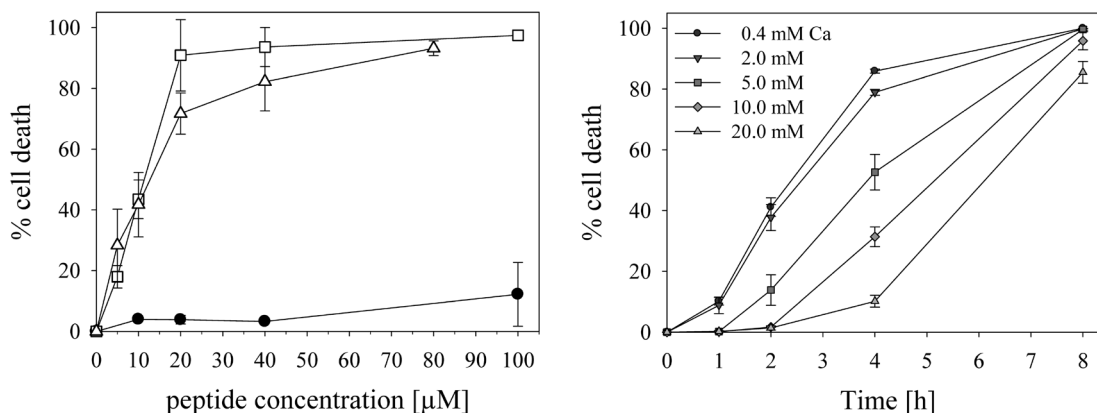 100
80
60
40
20
0
% cell death
0 10 20 30 40 50 60 70 80 90 100
peptide concentration [µM]
100
80
60
40
20
0
% cell death
0.4 mM Ca
2.0 mM
5.0 mM
10.0 mM
20.0 mM
0 1 2 3 4 5 6 7 8
Time [h]